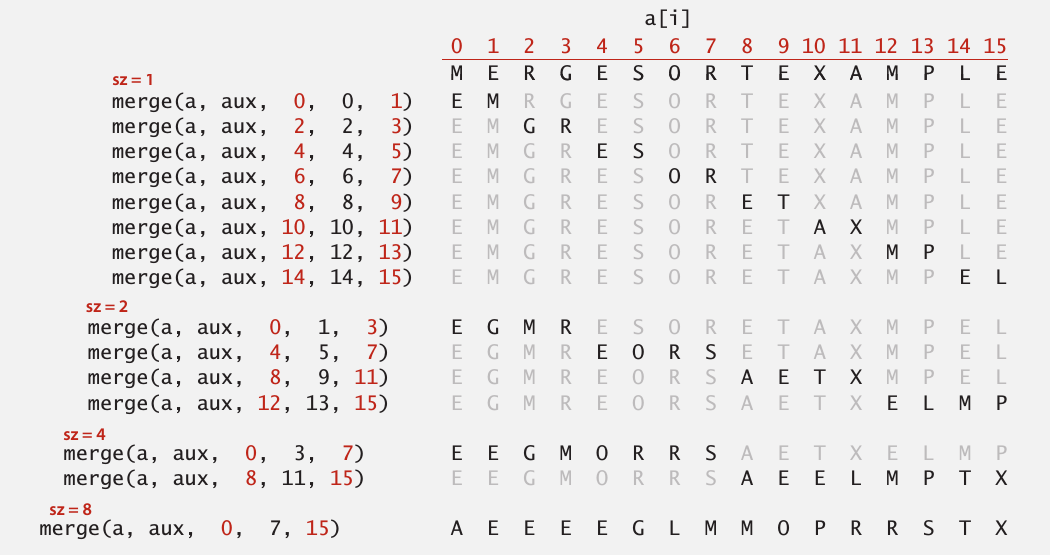 a[i]
0 1 2 3 4 5 6 7 8 9 10 11 12 13 14 15
sz = 1
M E R G E S O R T E X A M P L E
merge(a, aux, 0, 0, 1) E M R G E S O R T E X A M P L E
merge(a, aux, 2, 2, 3) E M G R E S O R T E X A M P L E
merge(a, aux, 4, 4, 5) E M G R E S O R T E X A M P L E
merge(a, aux, 6, 6, 7) E M G R E S O R T E X A M P L E
merge(a, aux, 8, 8, 9) E M G R E S O R E T X A M P L E
merge(a, aux, 10, 10, 11) E M G R E S O R E T A X M P L E
merge(a, aux, 12, 12, 13) E M G R E S O R E T A X M P L E
merge(a, aux, 14, 14, 15) E M G R E S O R E T A X M P E L
sz = 2
merge(a, aux, 0, 1, 3) E G M R E S O R E T A X M P E L
merge(a, aux, 4, 5, 7) E G M R E O R S E T A X M P E L
merge(a, aux, 8, 9, 11) E G M R E O R S A E T X M P E L
merge(a, aux, 12, 13, 15) E G M R E O R S A E T X E L M P
sz = 4
merge(a, aux, 0, 3, 7) E E G M O R R S A E T X E L M P
merge(a, aux, 8, 11, 15) E E G M O R R S A E E L M P T X
sz = 8
merge(a, aux, 0, 7, 15) A E E E E G L M M O P R R S T X